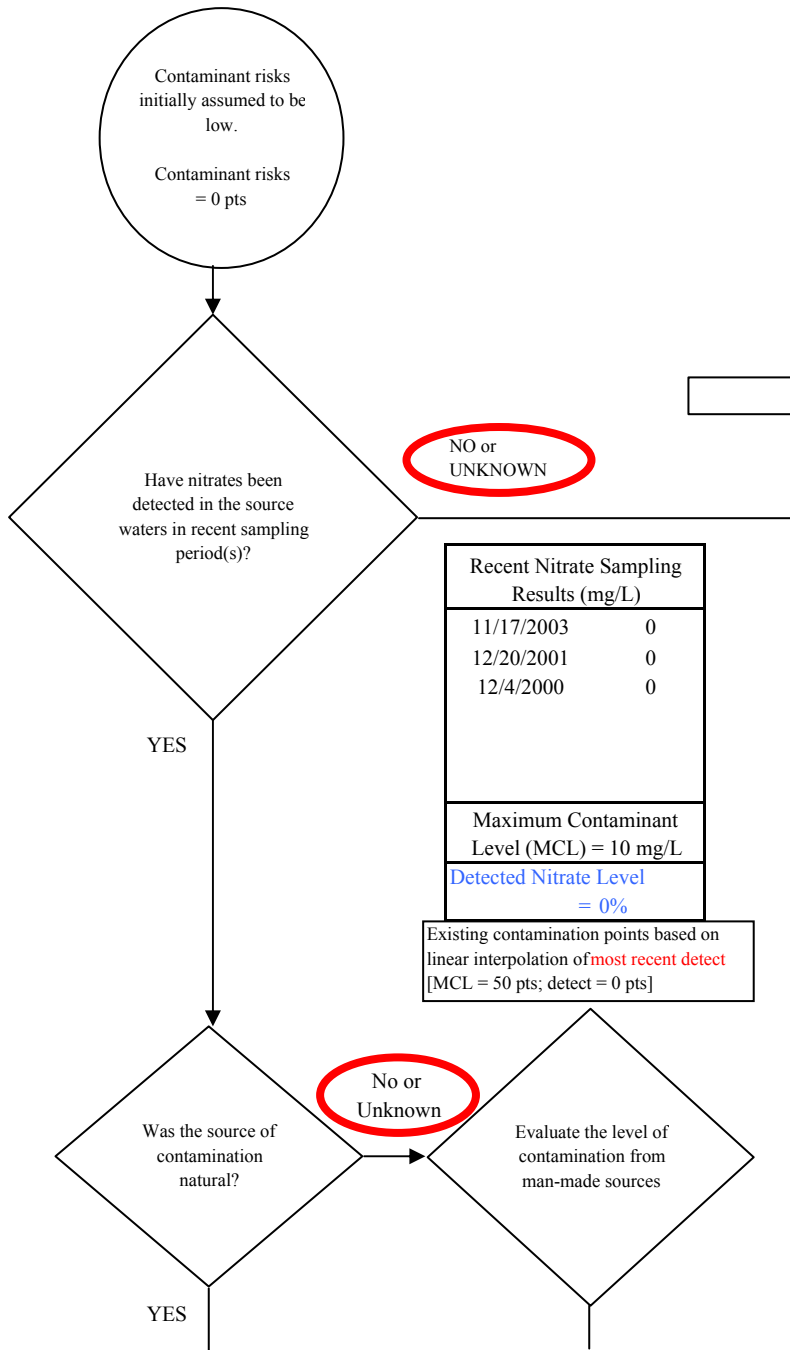 Contaminant risks
initially assumed to be
low.
Contaminant risks
= 0 pts
NO or
UNKNOWN
Have nitrates been
detected in the source
waters in recent sampling
period(s)?
Recent Nitrate Sampling
Results (mg/L)
11/17/2003 0
12/20/2001 0
12/4/2000 0
YES
Maximum Contaminant
Level (MCL) = 10 mg/L
Detected Nitrate Level
= 0%
Existing contamination points based on
linear interpolation of most recent detect
[MCL = 50 pts; detect = 0 pts]
No or
Unknown
Was the source of
contamination
natural?
Evaluate the level of
contamination from
man-made sources
YES